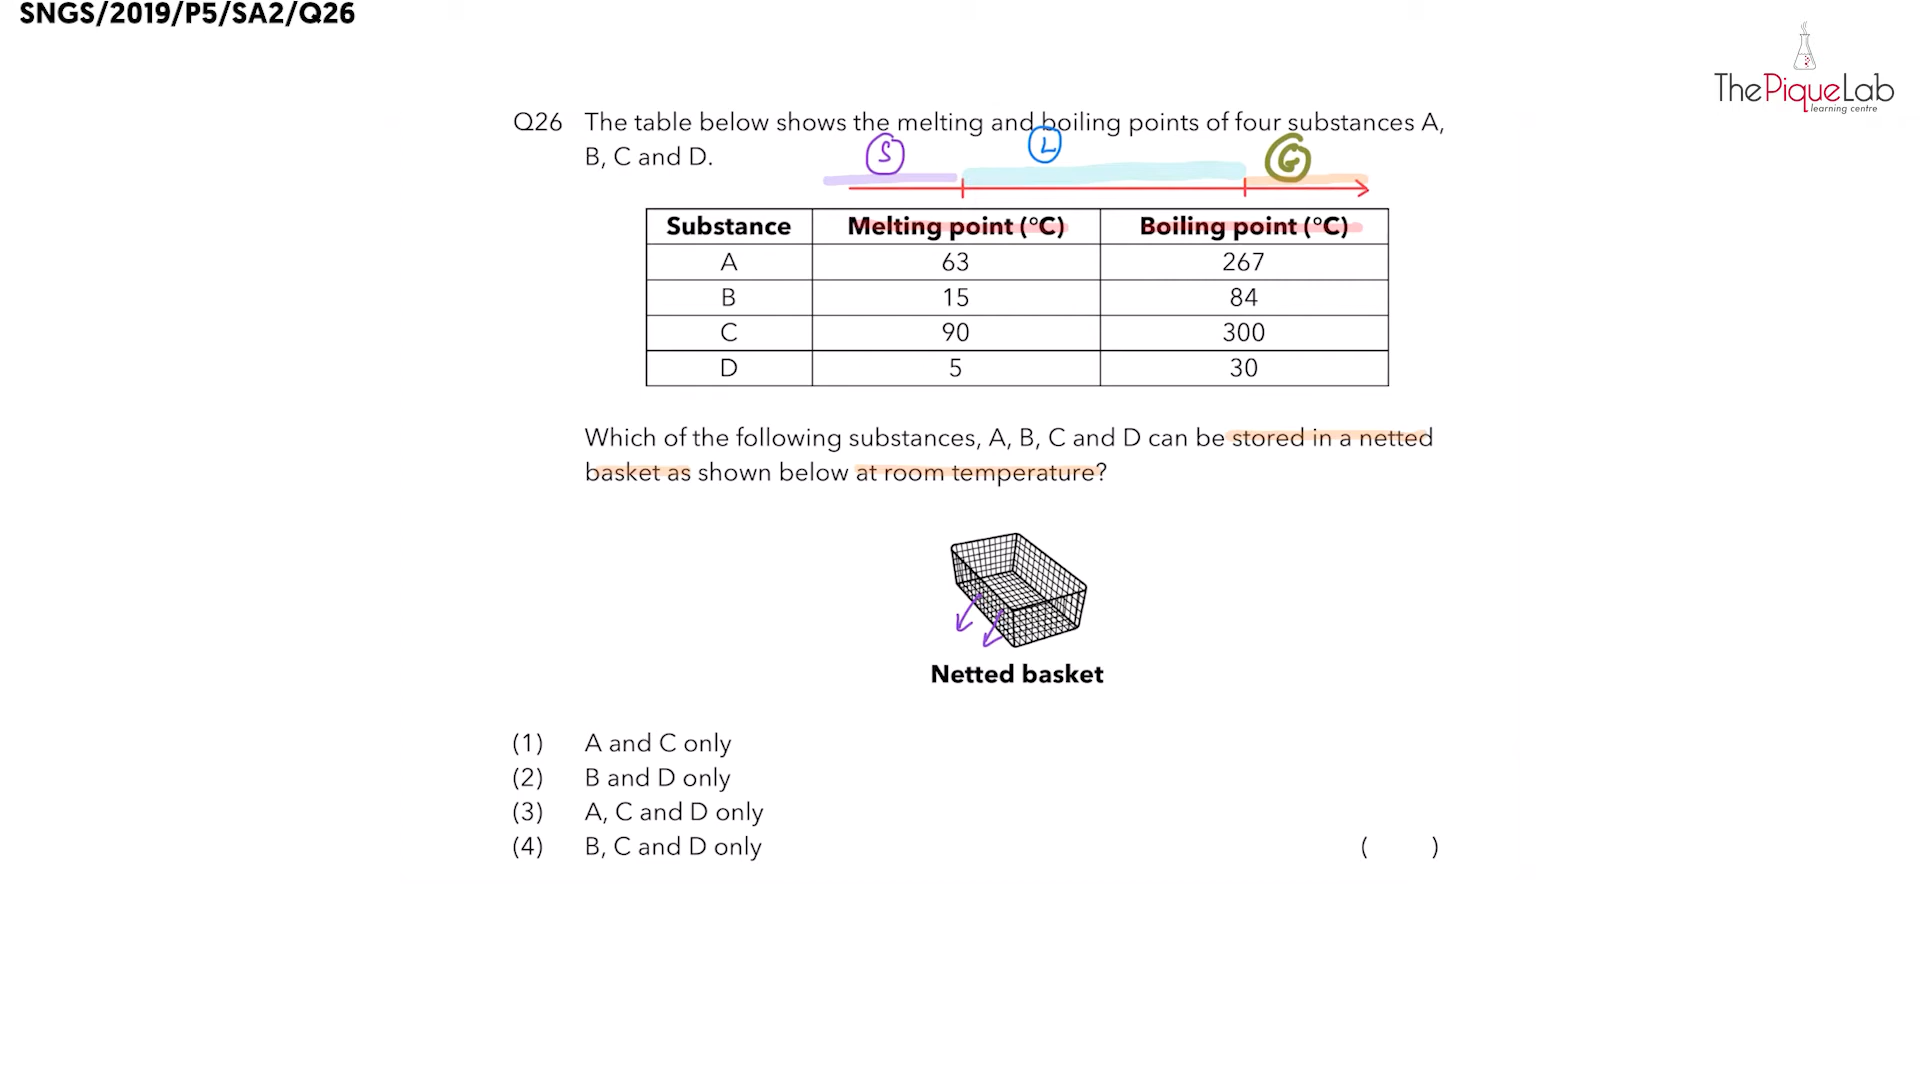 SNGS/2019/P5/SA2/Q26
ThePiqueLab
learning centre
Q26 The table below shows the melting and boiling points of four substances A,
B, C and D.
S L G
Substance Melting point (°C) Boiling point (°C)
A 63 267
B 15 84
C 90 300
D 5 30
Which of the following substances, A, B, C and D can be stored in a netted
basket as shown below at room temperature?
Netted basket
(1) A and C only
(2) B and D only
(3) A, C and D only
(4) B, C and D only ( )